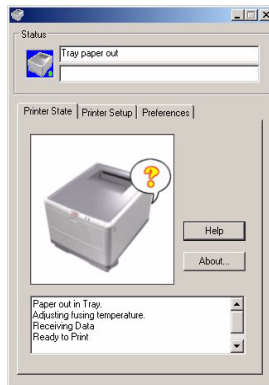 Status
Tray paper out
Printer State
Printer Setup
Preferences
?
Help
About...
Paper out in Tray.
Adjusting fusing temperature.
Receiving Data
Ready to Print